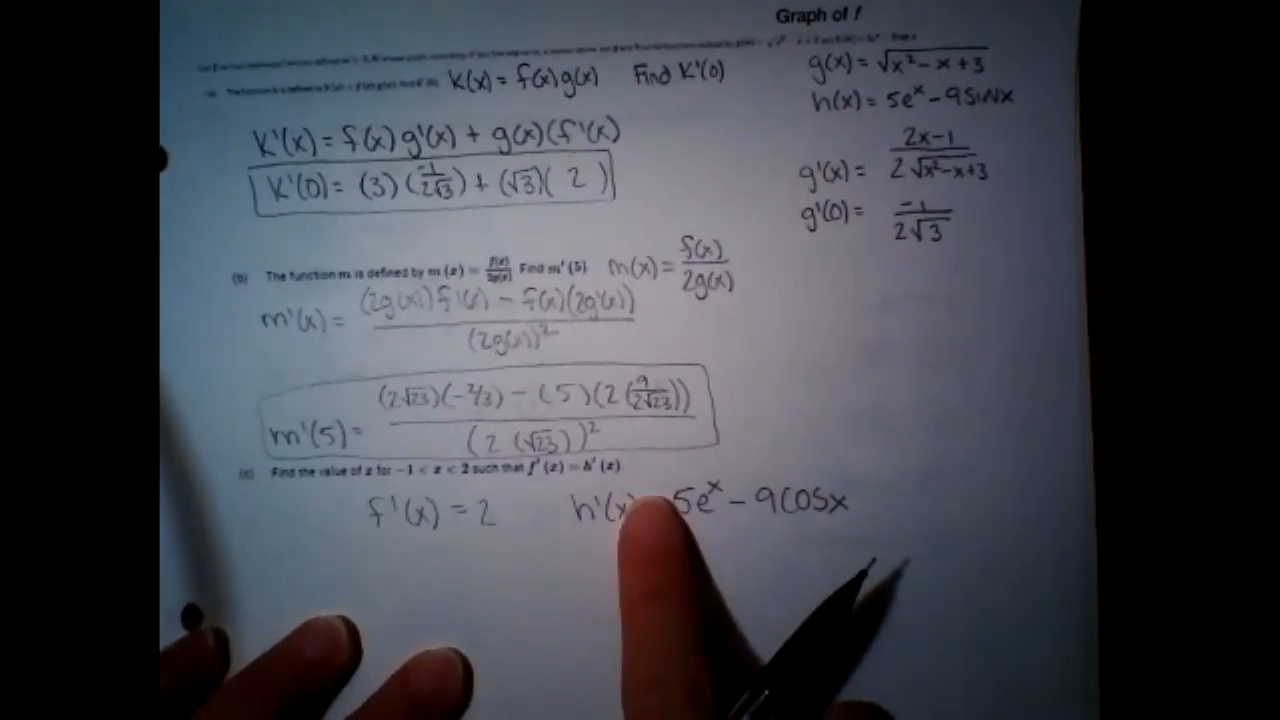 Graph of f
K(x) = f(x)g(x) Find K'(0)
g(x) = √(x² - x + 3)
h(x) = 5eˣ - 9sinx
K'(x) = f(x)g'(x) + g(x)(f'(x)
K'(0) = (3)(-1/2√3) + (√3)( 2 )
g'(x) = 2x-1 / 2√(x²-x+3)
g'(0) = -1 / 2√3
(b) The function m is defined by m(x) = f(x)/2g(x). Find m'(5) m(x) = f(x)/2g(x)
m'(x) = (2g(x))f'(x) - f(x)(2g'(x)) / (2g(x))²
m'(5) = (2√23)(-2/3) - (5)(2(9/2√23)) / (2(√23))²
(c) Find the value of x for -1 < x < 2 such that f'(x) = h'(x)
f'(x) = 2 h'(x) 5eˣ - 9cosx